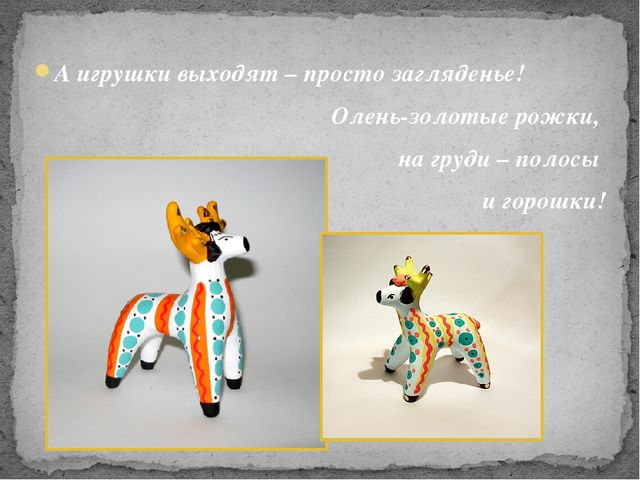 А игрушки выходят – просто загляденье!
Олень-золотые рожки,
на груди – полосы
и горошки!